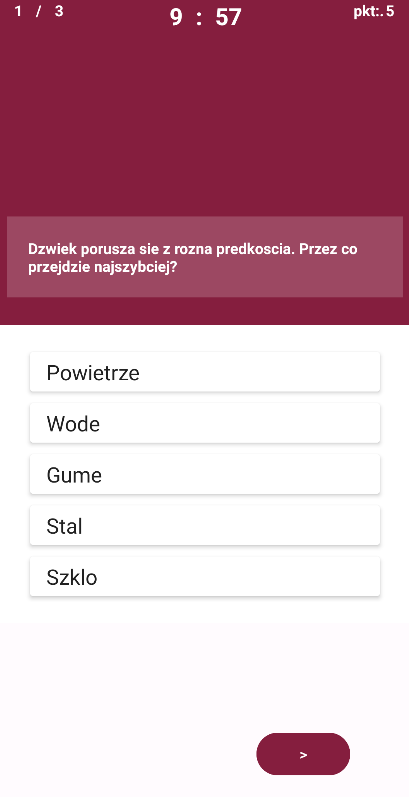 1 / 3
9 : 57
pkt:.5
Dzwiek porusza sie z rozna predkoscia. Przez co
przejdzie najszybciej?
Powietrze
Wode
Gume
Stal
Szklo
>